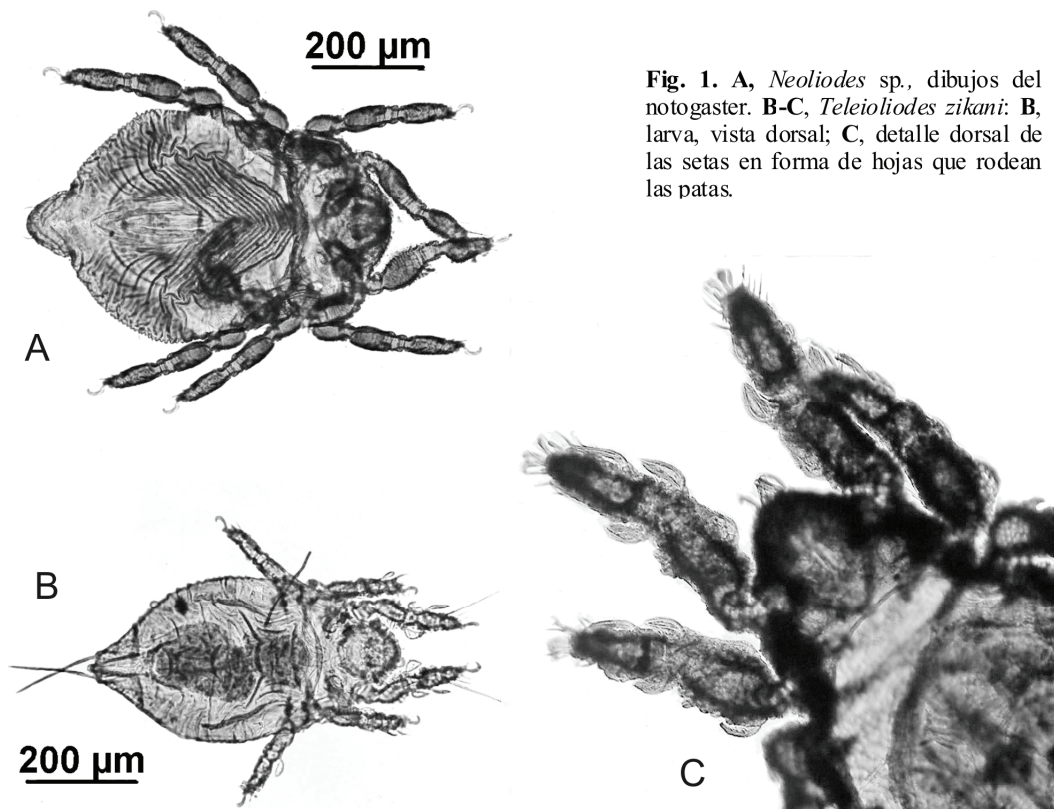 200 µm
Fig. 1. A, Neoliodes sp., dibujos del
notogaster. B-C, Teleioliodes zikani: B,
larva, vista dorsal; C, detalle dorsal de
las setas en forma de hojas que rodean
las patas.
A
B
200 µm
C